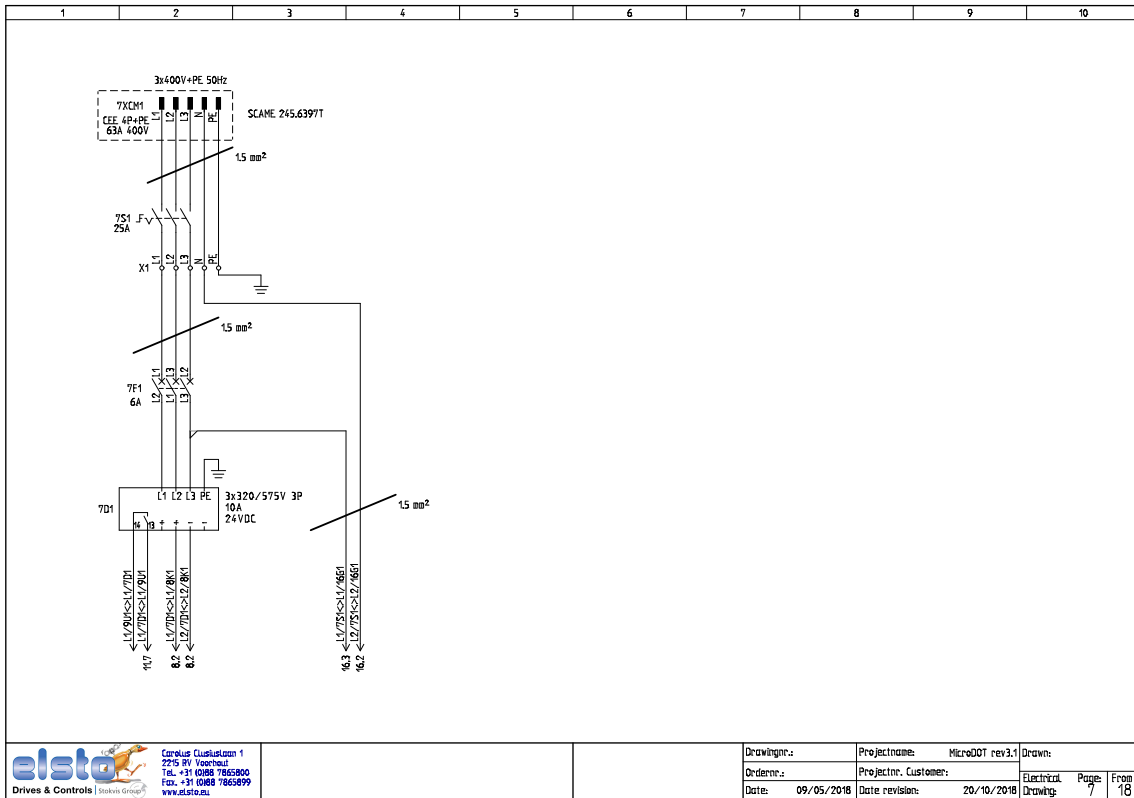 1 2 3 4 5 6 7 8 9 10
3x400V+PE 50Hz
7XCM1
CEE 4P+PE
63A 400V
L1 L2 L3 N PE
SCAME 245.6397T
1.5 mm²
7S1
25A
X1
L1 L2 L3 N PE
1.5 mm²
L1 L3 L2
7F1
6A
L2 L1 L3
7D1
L1 L2 L3 PE
3x320/575V 3P
10A
24VDC
14 13 + + - -
1.5 mm²
L1/9U1<>L1/7D1
L1/7D1<>L1/9U1
L1/7D1<>L1/8K1
L2/7D1<>L2/8K1
L1/7S1<>L1/16G1
L2/7S1<>L2/16G1
11.7
8.2
8.2
16.3
16.2
elsto
Drives & Controls | Stokvis Group
Carolus Clusiuslaan 1
2215 RV Voorhout
Tel. +31 (0)88 7865800
Fax. +31 (0)88 7865899
www.elsto.eu
Drawingnr.:
Projectname: MicroDOT rev3.1
Drawn:
Ordernr.:
Projectnr. Customer:
Date: 09/05/2018
Date revision: 20/10/2018
Electrical Drawing:
Page: 7
From 18